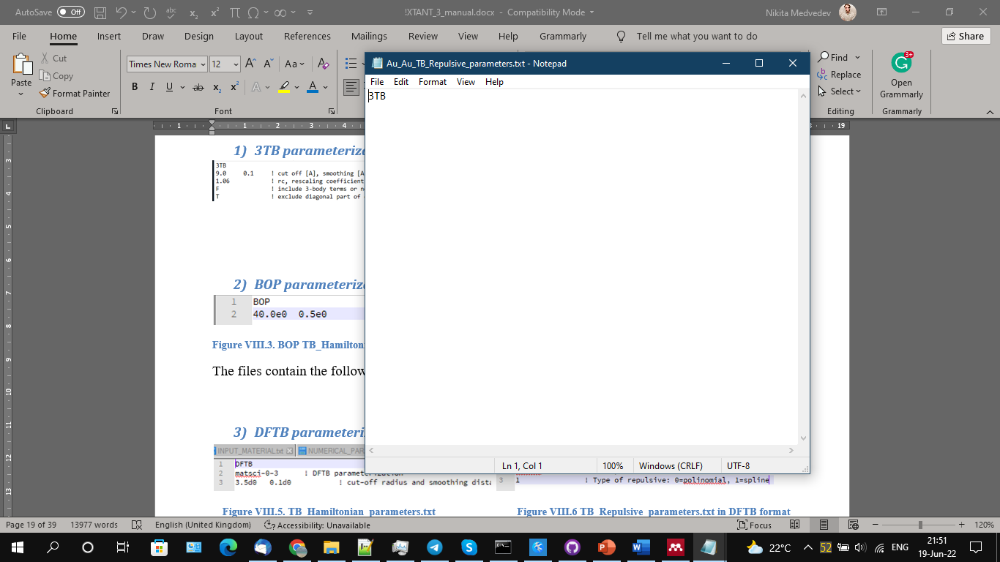 AutoSave Off
!XTANT_3_manual.docx - Compatibility Mode
Nikita Medvedev
File Home Insert Draw Design Layout References Mailings Review View Help Grammarly Tell me what you want to do Share
Paste
Cut
Copy
Format Painter
Clipboard
Times New Roma 12
Font
Find
Replace
Select
Editing
3+
Open
Grammarly
Grammarly
Au_Au_TB_Repulsive_parameters.txt - Notepad
File Edit Format View Help
3TB
Ln 1, Col 1 100% Windows (CRLF) UTF-8
1) 3TB parameteriz
3TB
9.0 0.1 ! cut off [A], smoothing [A
1.06 ! rc, rescaling coefficient
F ! include 3-body terms or n
T ! exclude diagonal part of
2) BOP parameteriz
1 BOP
2 40.0e0 0.5e0
Figure VIII.3. BOP TB_Hamilton
The files contain the follow
3) DFTB parameteri
INPUT_MATERIAL.txt NUMERICAL_PAR
1 DFTB
2 matsci-0-3 ! DFTB parameterization
3 3.5d0 0.1d0 ! cut-off radius and smoothing dista
3 1 ! Type of repulsive: 0=polinomial, 1=spline
Figure VIII.5. TB_Hamiltonian_parameters.txt
Figure VIII.6 TB_Repulsive_parameters.txt in DFTB format
Page 19 of 39 13977 words English (United Kingdom) Accessibility: Unavailable Focus 120%
22°C 52 ENG
21:51
19-Jun-22